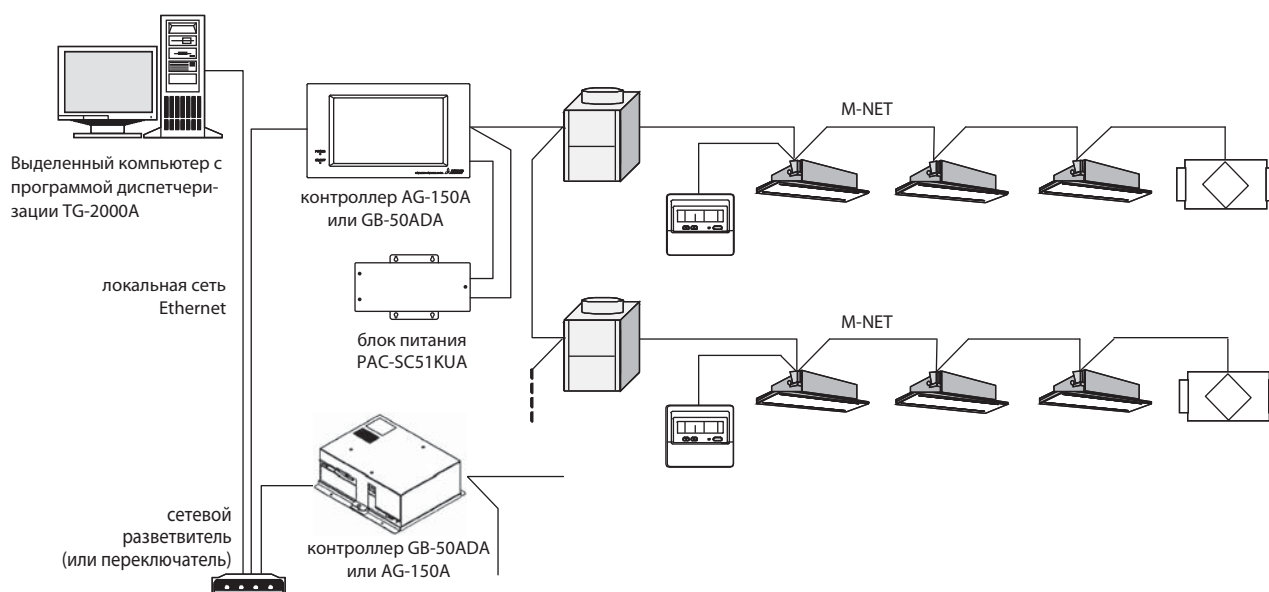 M-NET
Выделенный компьютер с
программой диспетчери-
зации TG-2000A
контроллер AG-150A
или GB-50ADA
локальная сеть
Ethernet
блок питания
PAC-SC51KUA
M-NET
сетевой
разветвитель
(или переключатель)
контроллер GB-50ADA
или AG-150A